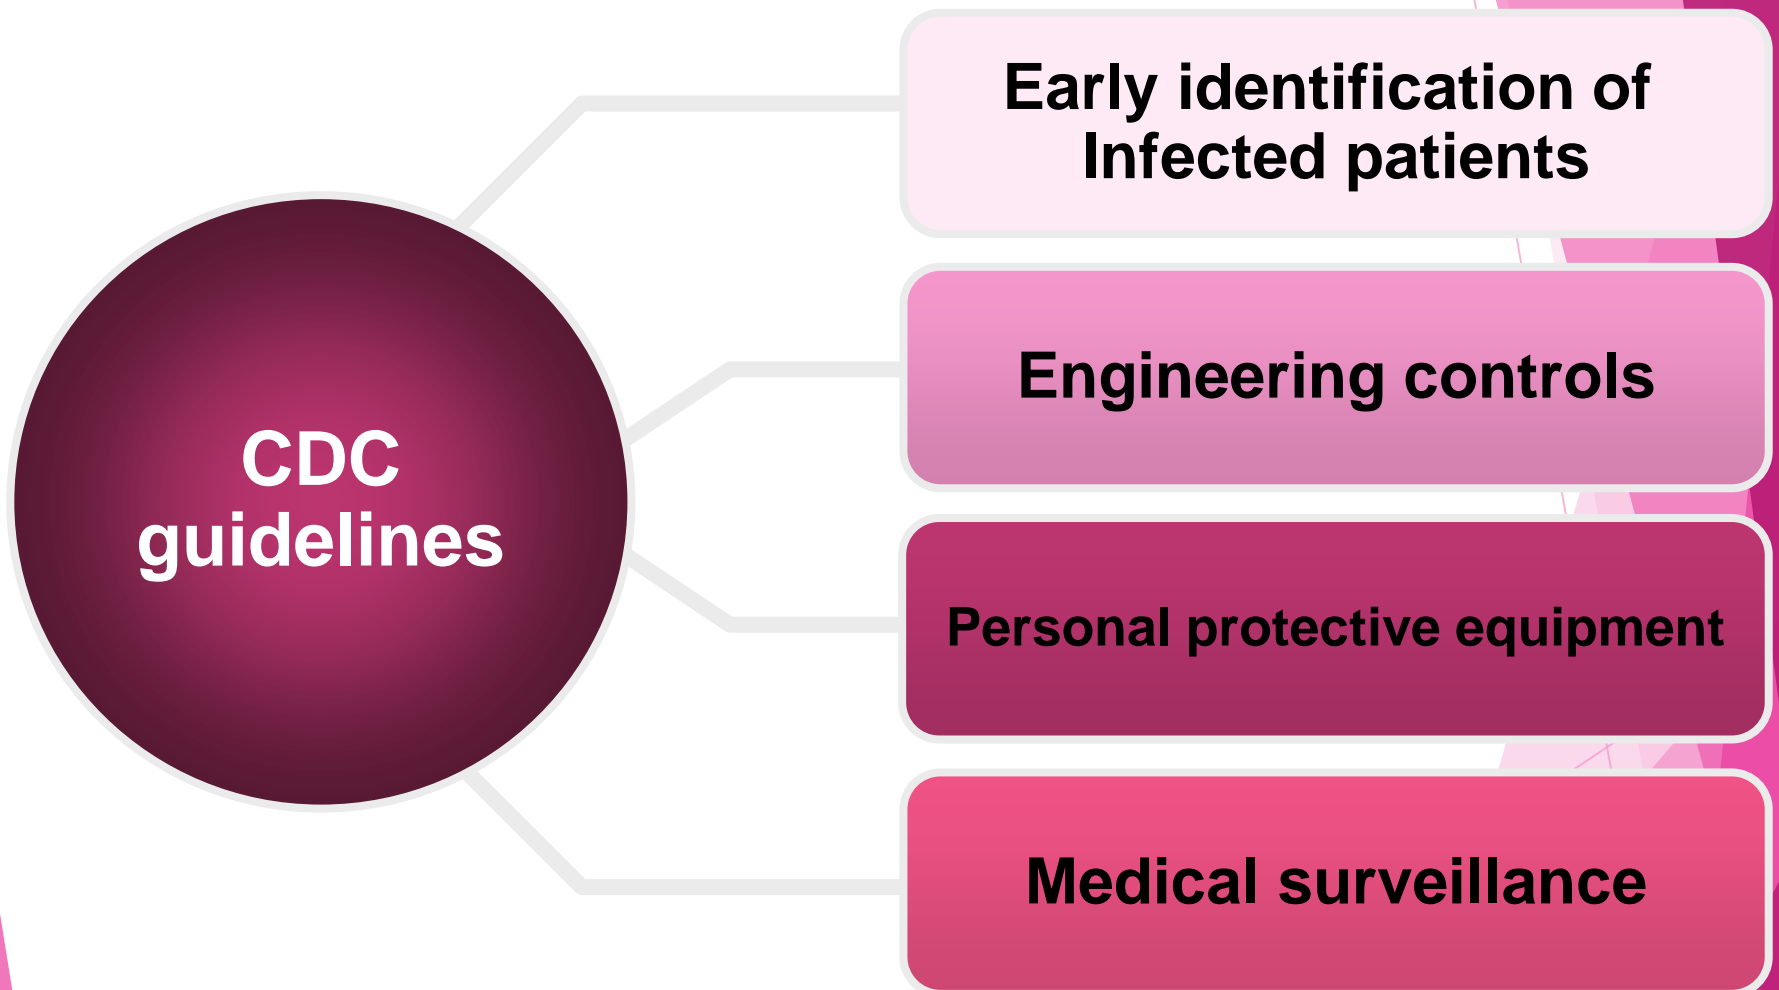 CDC
guidelines
Early identification of
Infected patients
Engineering controls
Personal protective equipment
Medical surveillance